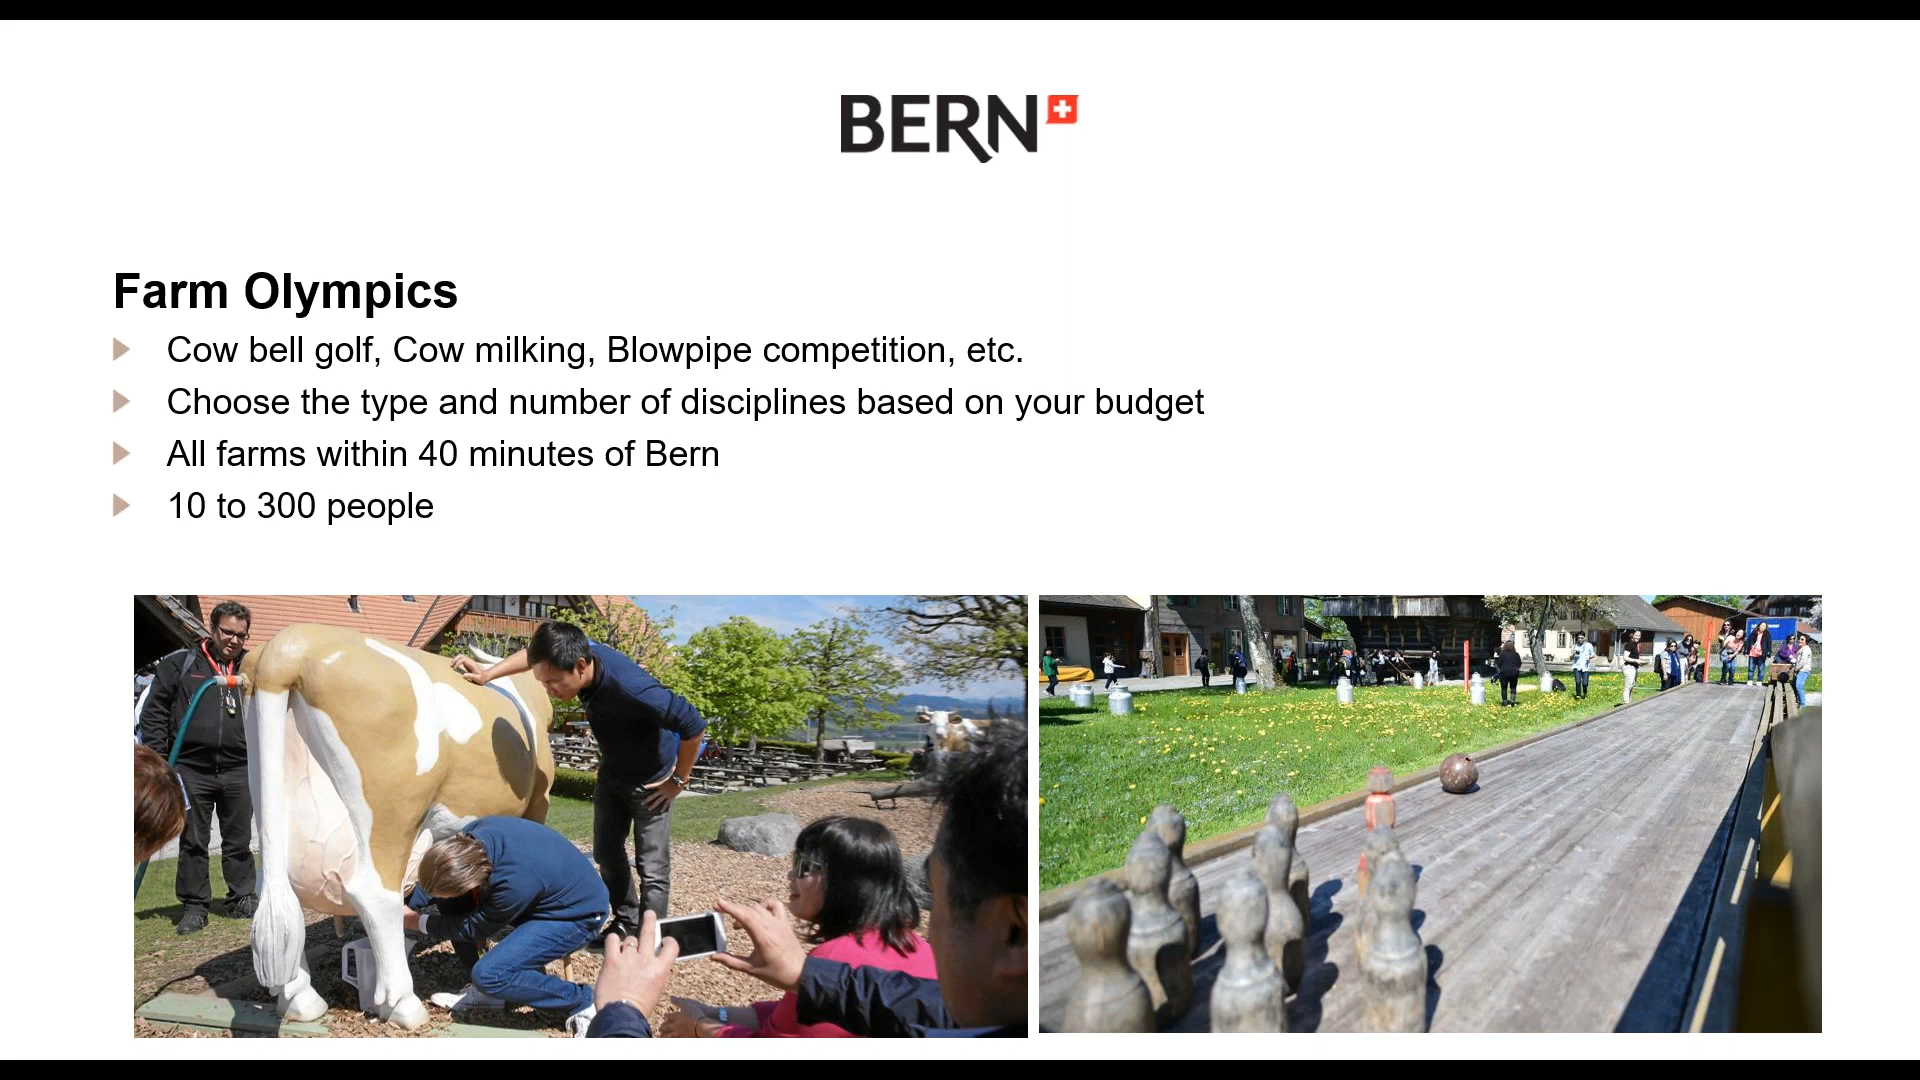 BERN
Farm Olympics
Cow bell golf, Cow milking, Blowpipe competition, etc.
Choose the type and number of disciplines based on your budget
All farms within 40 minutes of Bern
10 to 300 people